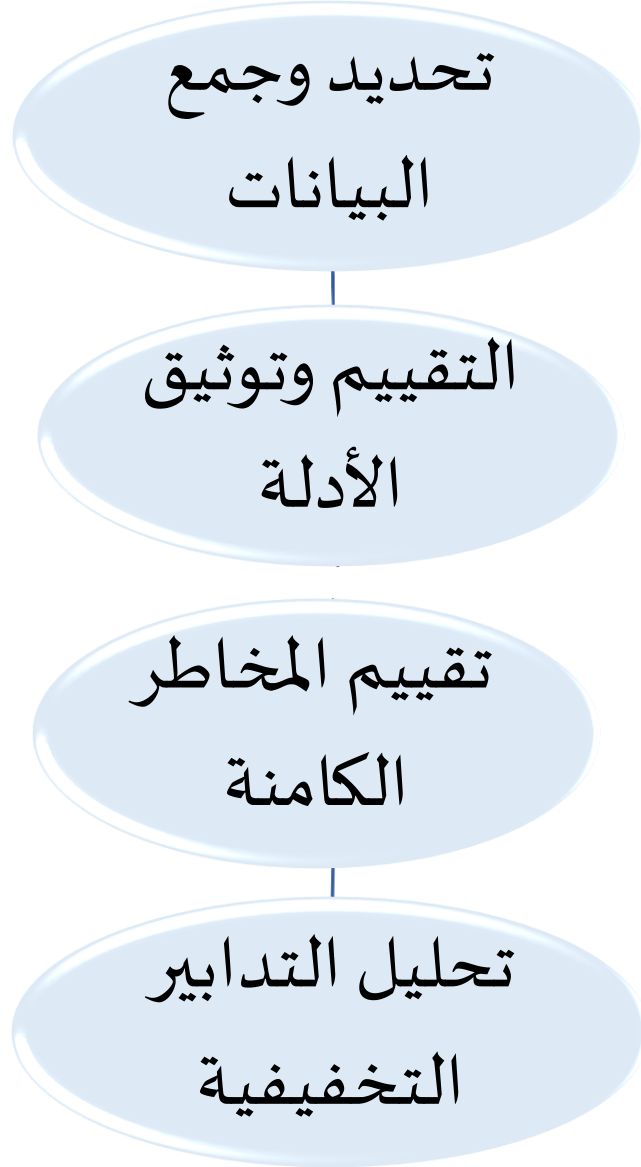 تحديد وجمع
البيانات
التقييم وتوثيق
الأدلة
تقييم المخاطر
الكامنة
تحليل التدابير
التخفيفية